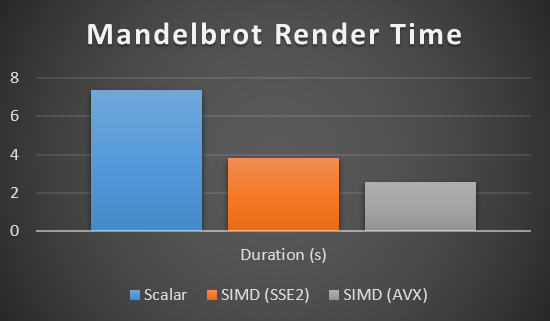 Mandelbrot Render Time
8
6
4
2
0
Duration (s)
Scalar SIMD (SSE2) SIMD (AVX)